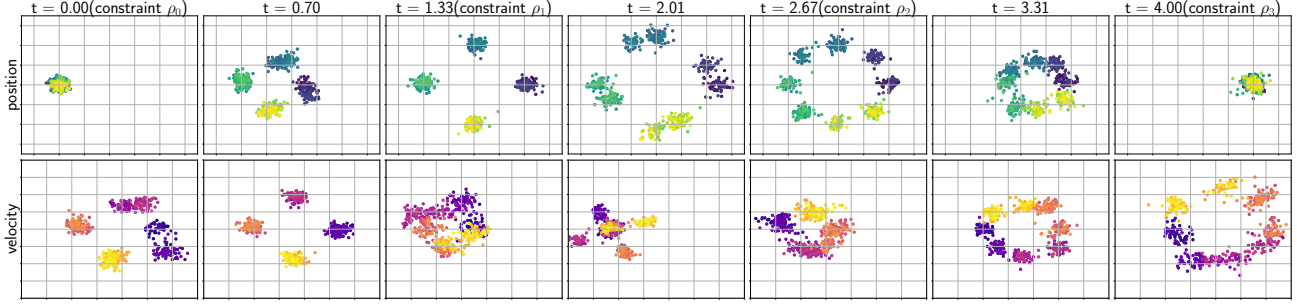 t = 0.00(constraint ρ₀)
t = 0.70
t = 1.33(constraint ρ₁)
t = 2.01
t = 2.67(constraint ρ₂)
t = 3.31
t = 4.00(constraint ρ₃)
position
velocity